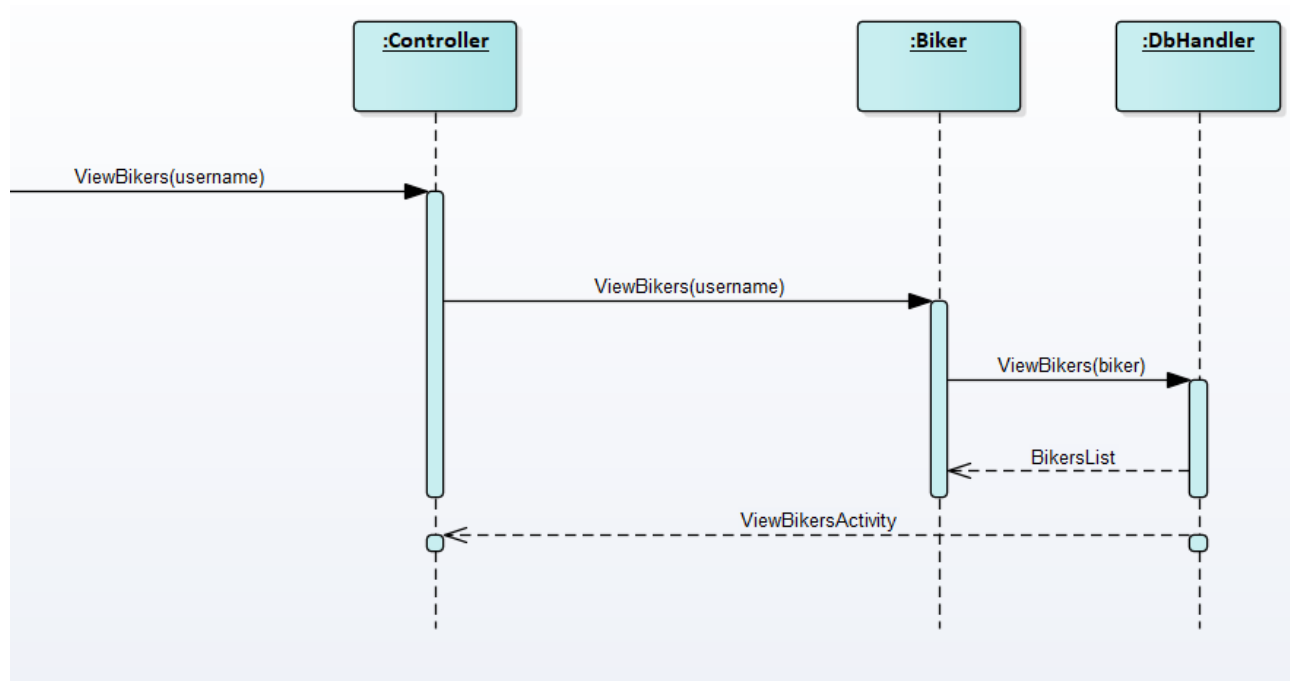 :Controller
:Biker
:DbHandler
ViewBikers(username)
ViewBikers(username)
ViewBikers(biker)
BikersList
ViewBikersActivity